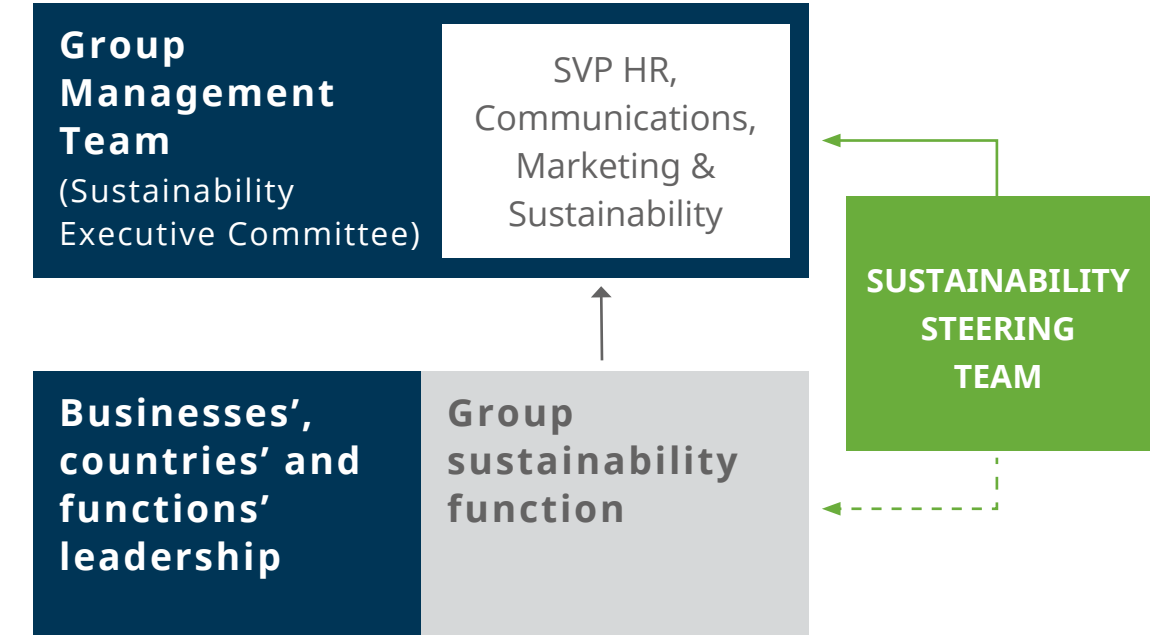 Group
Management
Team
(Sustainability
Executive Committee)
SVP HR,
Communications,
Marketing &
Sustainability
SUSTAINABILITY
STEERING
TEAM
Businesses’,
countries’ and
functions’
leadership
Group
sustainability
function